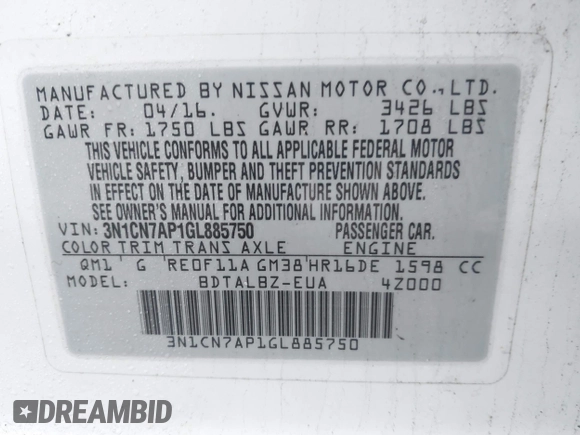 MANUFACTURED BY NISSAN MOTOR CO., LTD.
DATE: 04/16. GVWR: 3426 LBS
GAWR FR: 1750 LBS GAWR RR: 1708 LBS
THIS VEHICLE CONFORMS TO ALL APPLICABLE FEDERAL MOTOR
VEHICLE SAFETY, BUMPER AND THEFT PREVENTION STANDARDS
IN EFFECT ON THE DATE OF MANUFACTURE SHOWN ABOVE.
SEE OWNER'S MANUAL FOR ADDITIONAL INFORMATION.
VIN: 3N1CN7AP1GL885750 PASSENGER CAR.
COLOR TRIM TRANS AXLE ENGINE
QM1 G RE0F11A GM38 HR16DE 1598 CC
BDTALBZ-EUA 4Z000
3N1CN7AP1GL885750
DREAMBID